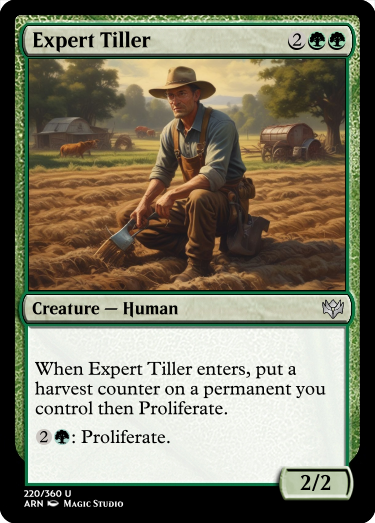 Expert Tiller 2
Creature — Human
When Expert Tiller enters, put a
harvest counter on a permanent you
control then Proliferate.
2 : Proliferate.
2/2
220/360 U
ARN Magic Studio